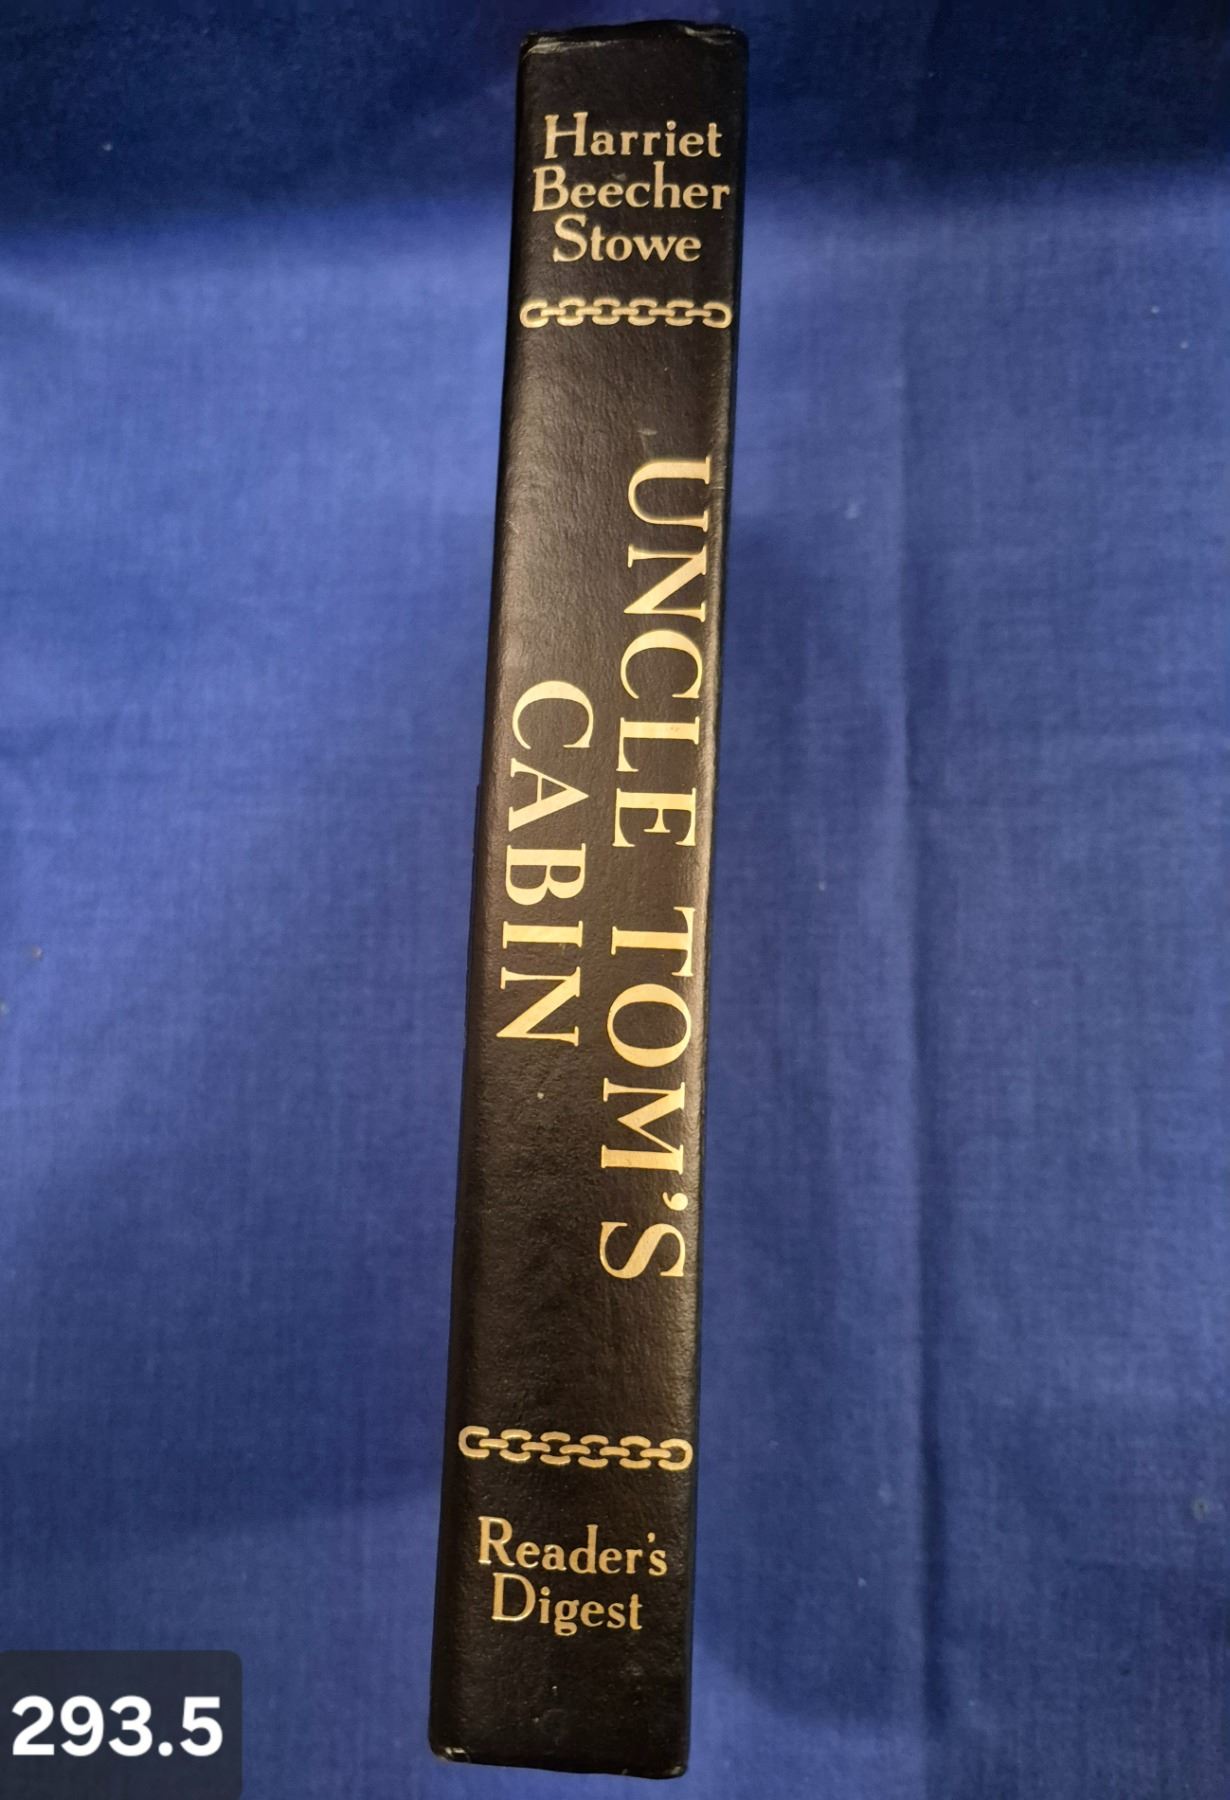 Harriet
Beecher
Stowe
UNCLE TOM'S
CABIN
Reader's
Digest
293.5